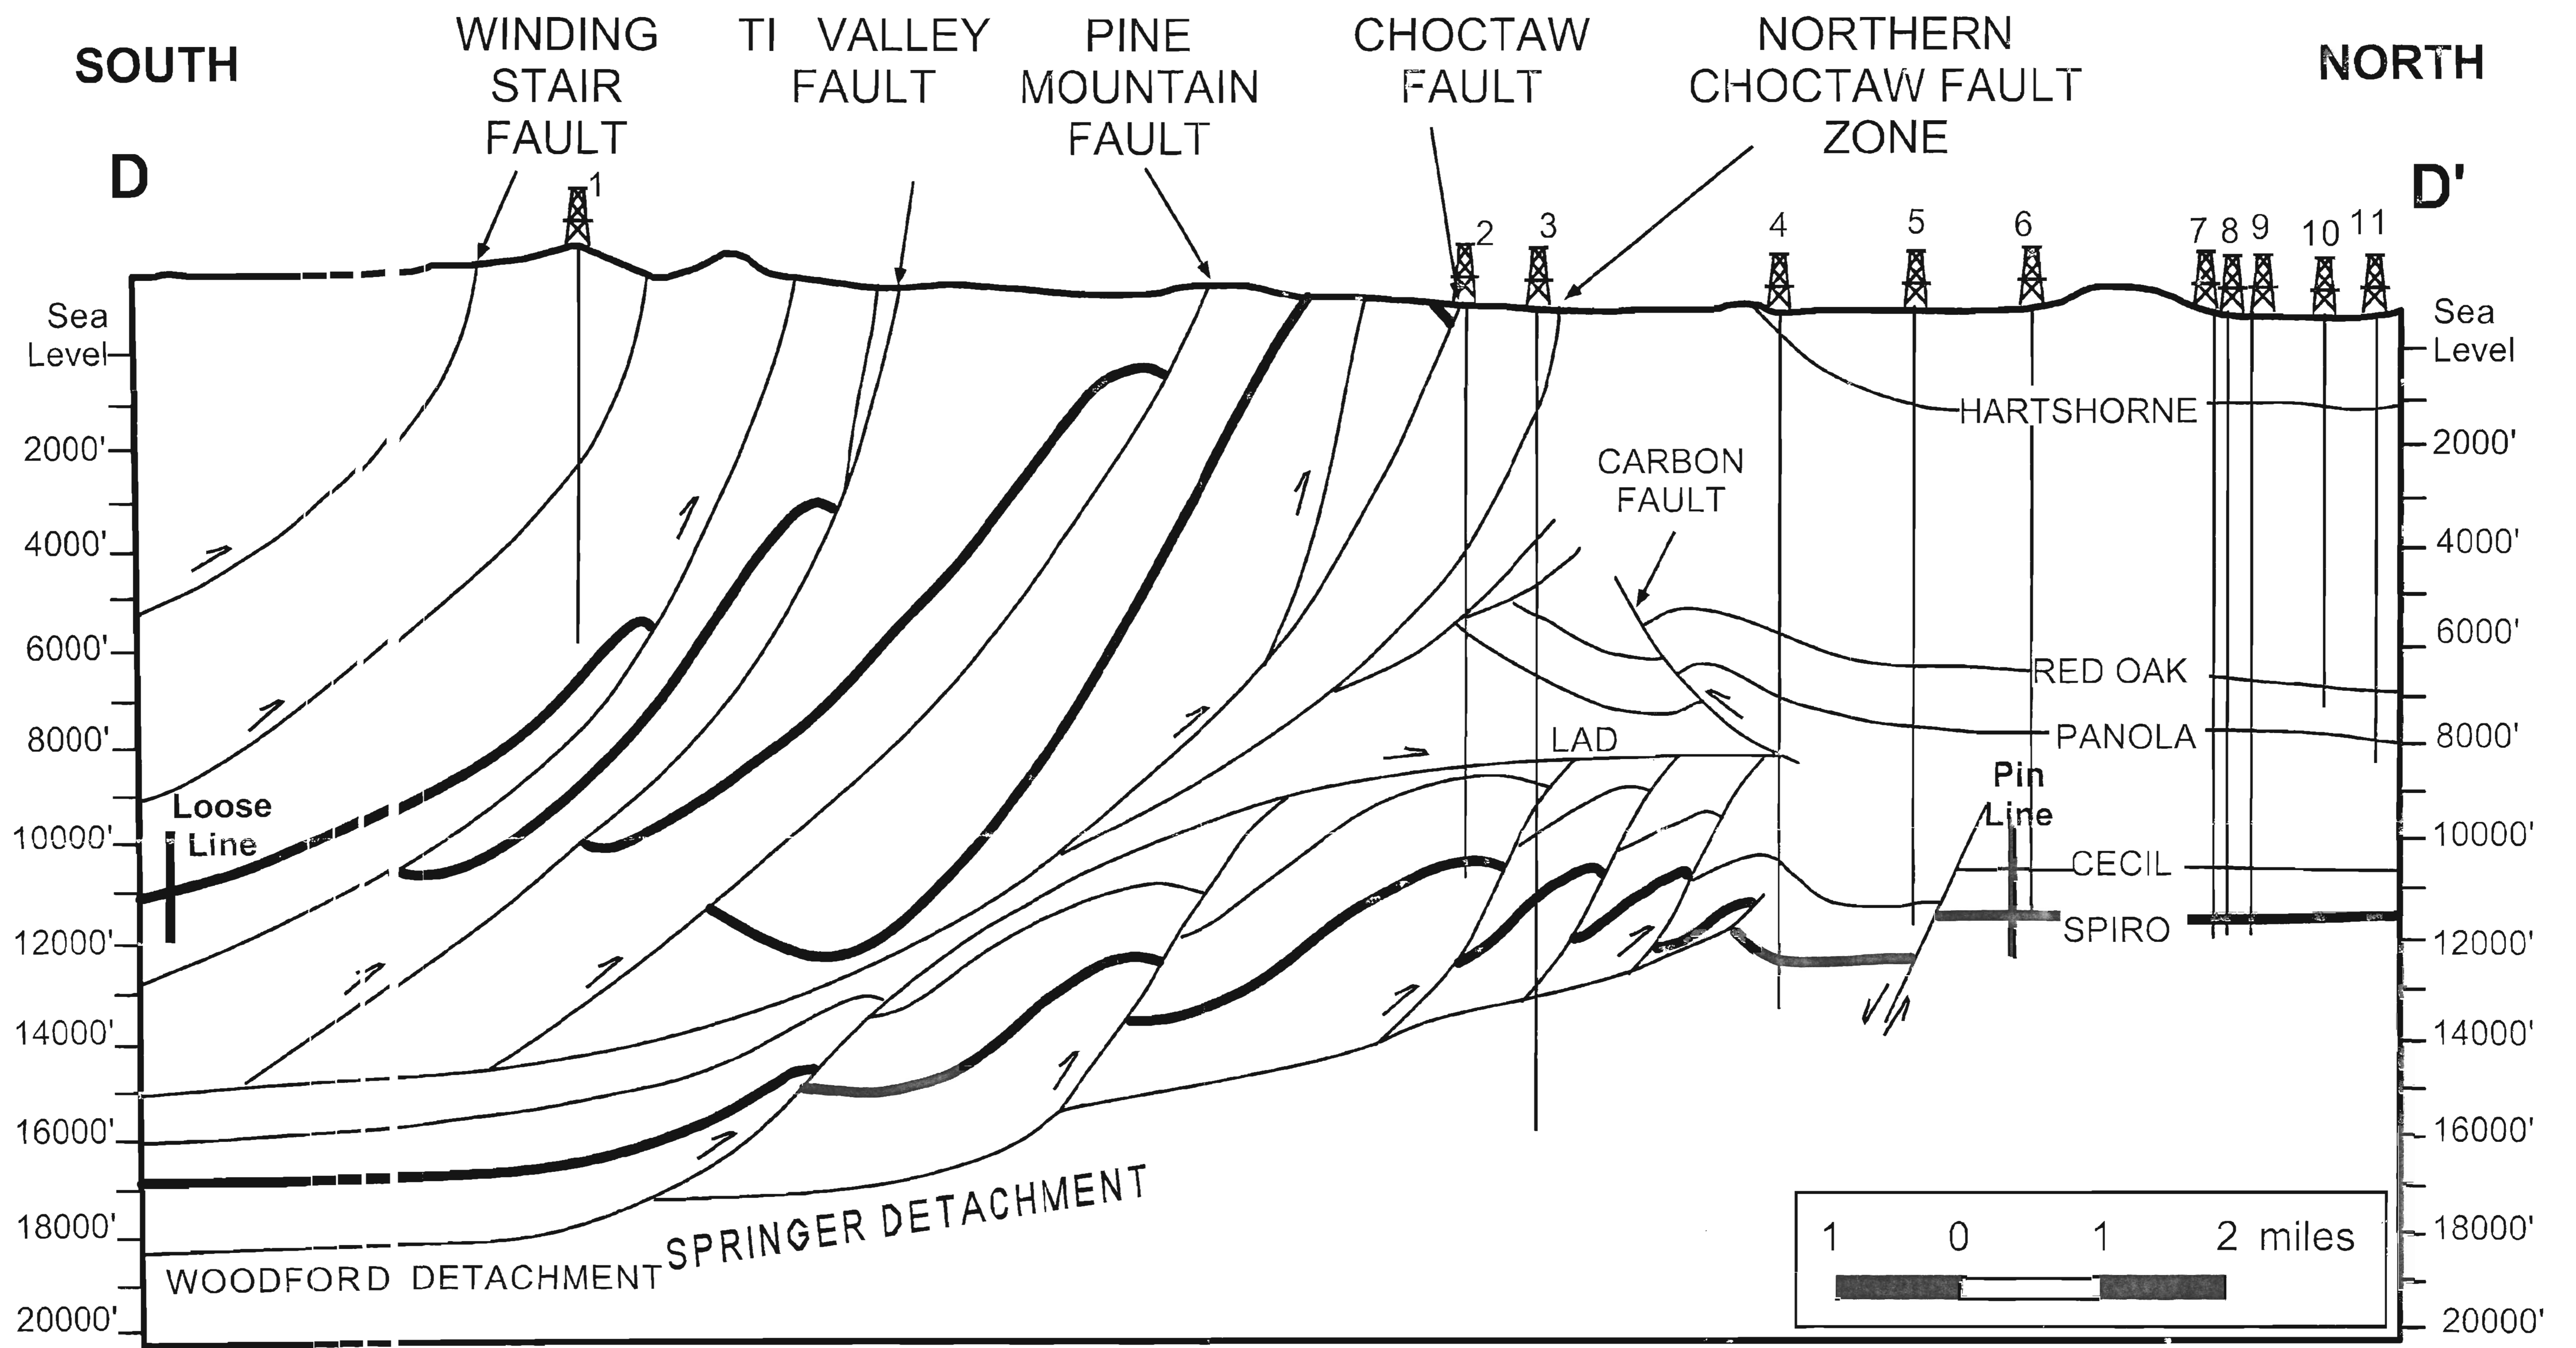 SOUTH
NORTH
WINDING
STAIR
FAULT
TI VALLEY
FAULT
PINE
MOUNTAIN
FAULT
CHOCTAW
FAULT
NORTHERN
CHOCTAW FAULT
ZONE
D
D'
1
2
3
4
5
6
7
8
9
10
11
Sea
Level
2000'
4000'
6000'
8000'
10000'
12000'
14000'
16000'
18000'
20000'
Sea
Level
2000'
4000'
6000'
8000'
10000'
12000'
14000'
16000'
18000'
20000'
HARTSHORNE
CARBON
FAULT
RED OAK
PANOLA
LAD
Pin
Line
Loose
Line
CECIL
SPIRO
SPRINGER DETACHMENT
WOODFORD DETACHMENT
1 0 1 2 miles